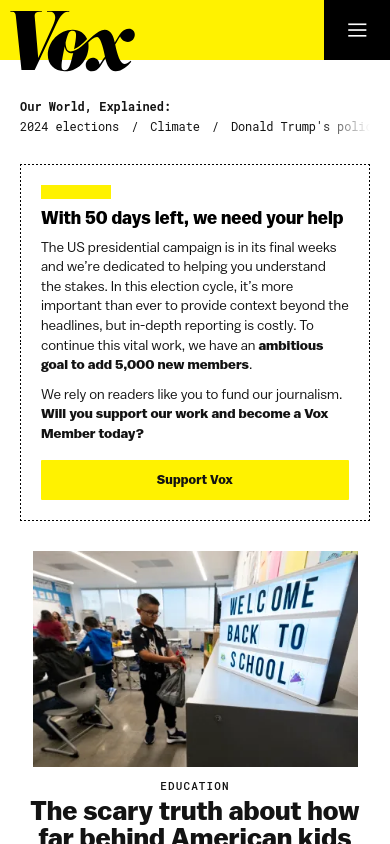 Vox
Our World, Explained:
2024 elections / Climate / Donald Trump's poli
With 50 days left, we need your help
The US presidential campaign is in its final weeks
and we're dedicated to helping you understand
the stakes. In this election cycle, it's more
important than ever to provide context beyond the
headlines, but in-depth reporting is costly. To
continue this vital work, we have an ambitious
goal to add 5,000 new members.
We rely on readers like you to fund our journalism.
Will you support our work and become a Vox
Member today?
Support Vox
WELCOME
BACK TO
SCHOOL
EDUCATION
The scary truth about how
far behind American kids